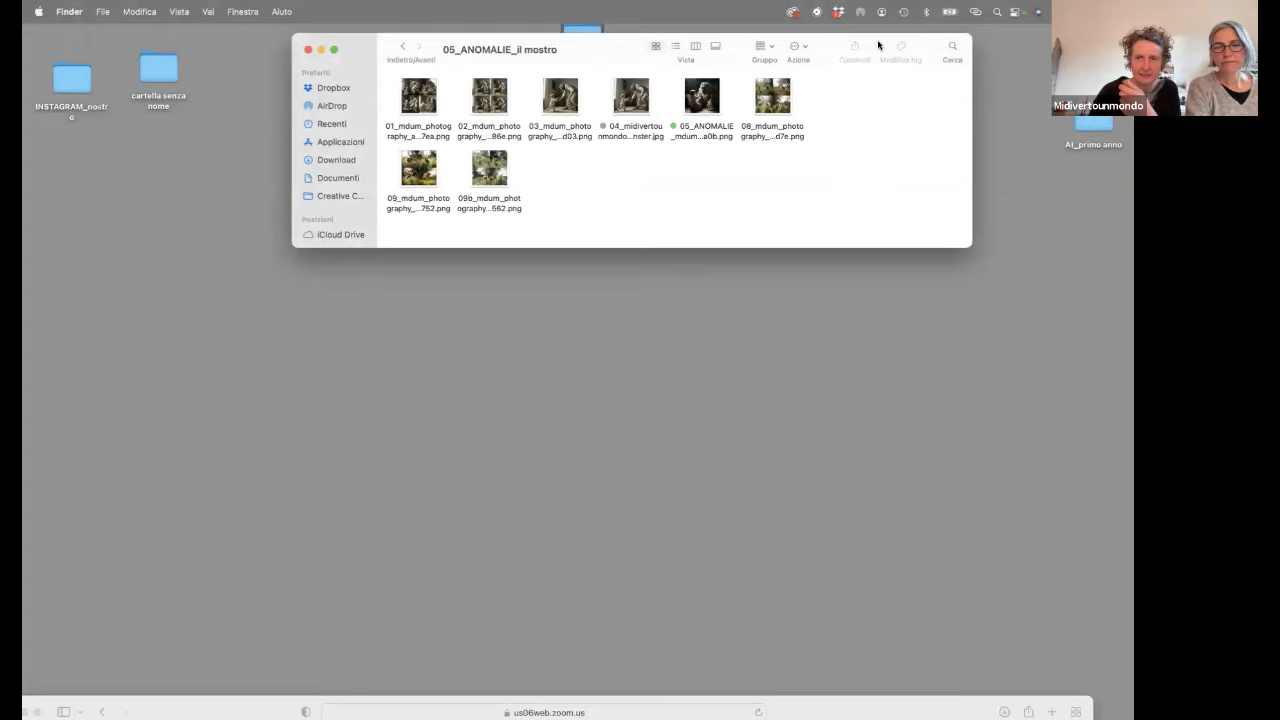 Finder File Modifica Vista Vai Finestra Aiuto
05_ANOMALIE_il mostro
Indietro/Avanti Vista Gruppo Azione Condividi Modifica tag Cerca
Midivertounmondo
INSTAGRAM_nostr
o
cartella senza
nome
AI_primo anno
Preferiti
Dropbox
AirDrop
Recenti
Applicazioni
Download
Documenti
Creative C...
Posizioni
iCloud Drive
01_mdum_photog
raphy_a...7ea.png
02_mdum_photo
graphy_...86e.png
03_mdum_photo
graphy_...d03.png
04_midivertou
nmondo...nster.jpg
05_ANOMALIE
_mdum...a0b.png
08_mdum_photo
graphy_...d7e.png
09_mdum_photo
graphy_...752.png
09b_mdum_phot
ography...562.png
us06web.zoom.us